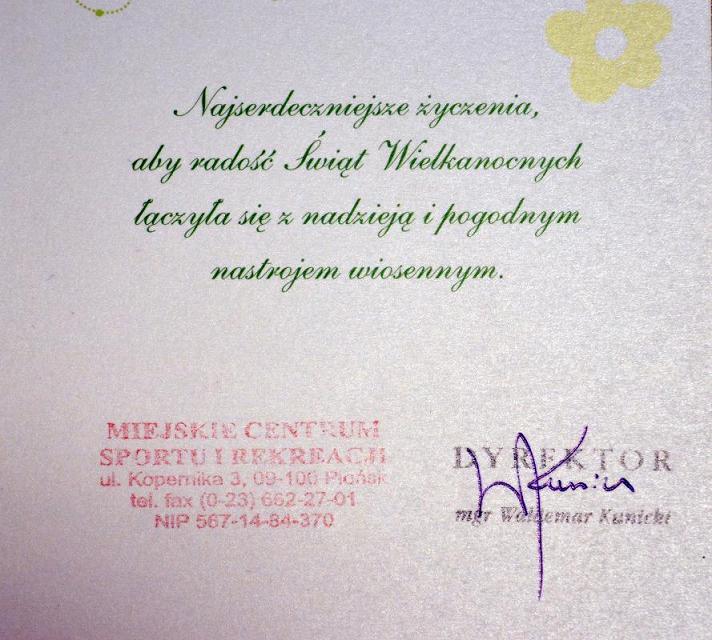 Najserdeczniejsze życzenia,
aby radość Świąt Wielkanocnych
łączyła się z nadzieją i pogodnym
nastrojem wiosennym.
MIEJSKIE CENTRUM
SPORTU I REKREACJI
ul. Kopernika 3, 09-100 Płońsk
tel. fax (0-23) 662-27-01
NIP 567-14-84-370
DYREKTOR
mgr Waldemar Kunicki